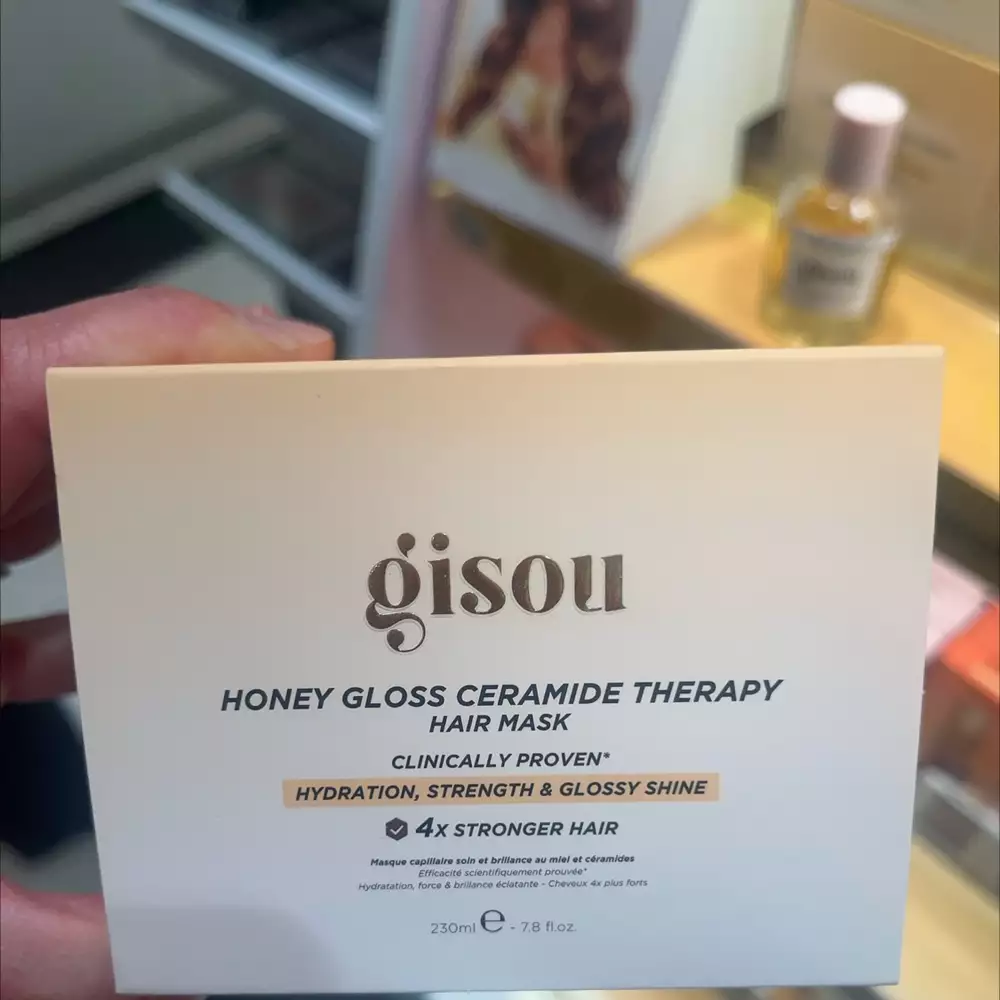 gisou
HONEY GLOSS CERAMIDE THERAPY
HAIR MASK
CLINICALLY PROVEN*
HYDRATION, STRENGTH & GLOSSY SHINE
4x STRONGER HAIR
Masque capillaire soin et brillance au miel et céramides
Efficacité scientifiquement prouvée*
Hydratation, force & brillance éclatante - Cheveux 4x plus forts
230ml ℮ - 7.8 fl.oz.